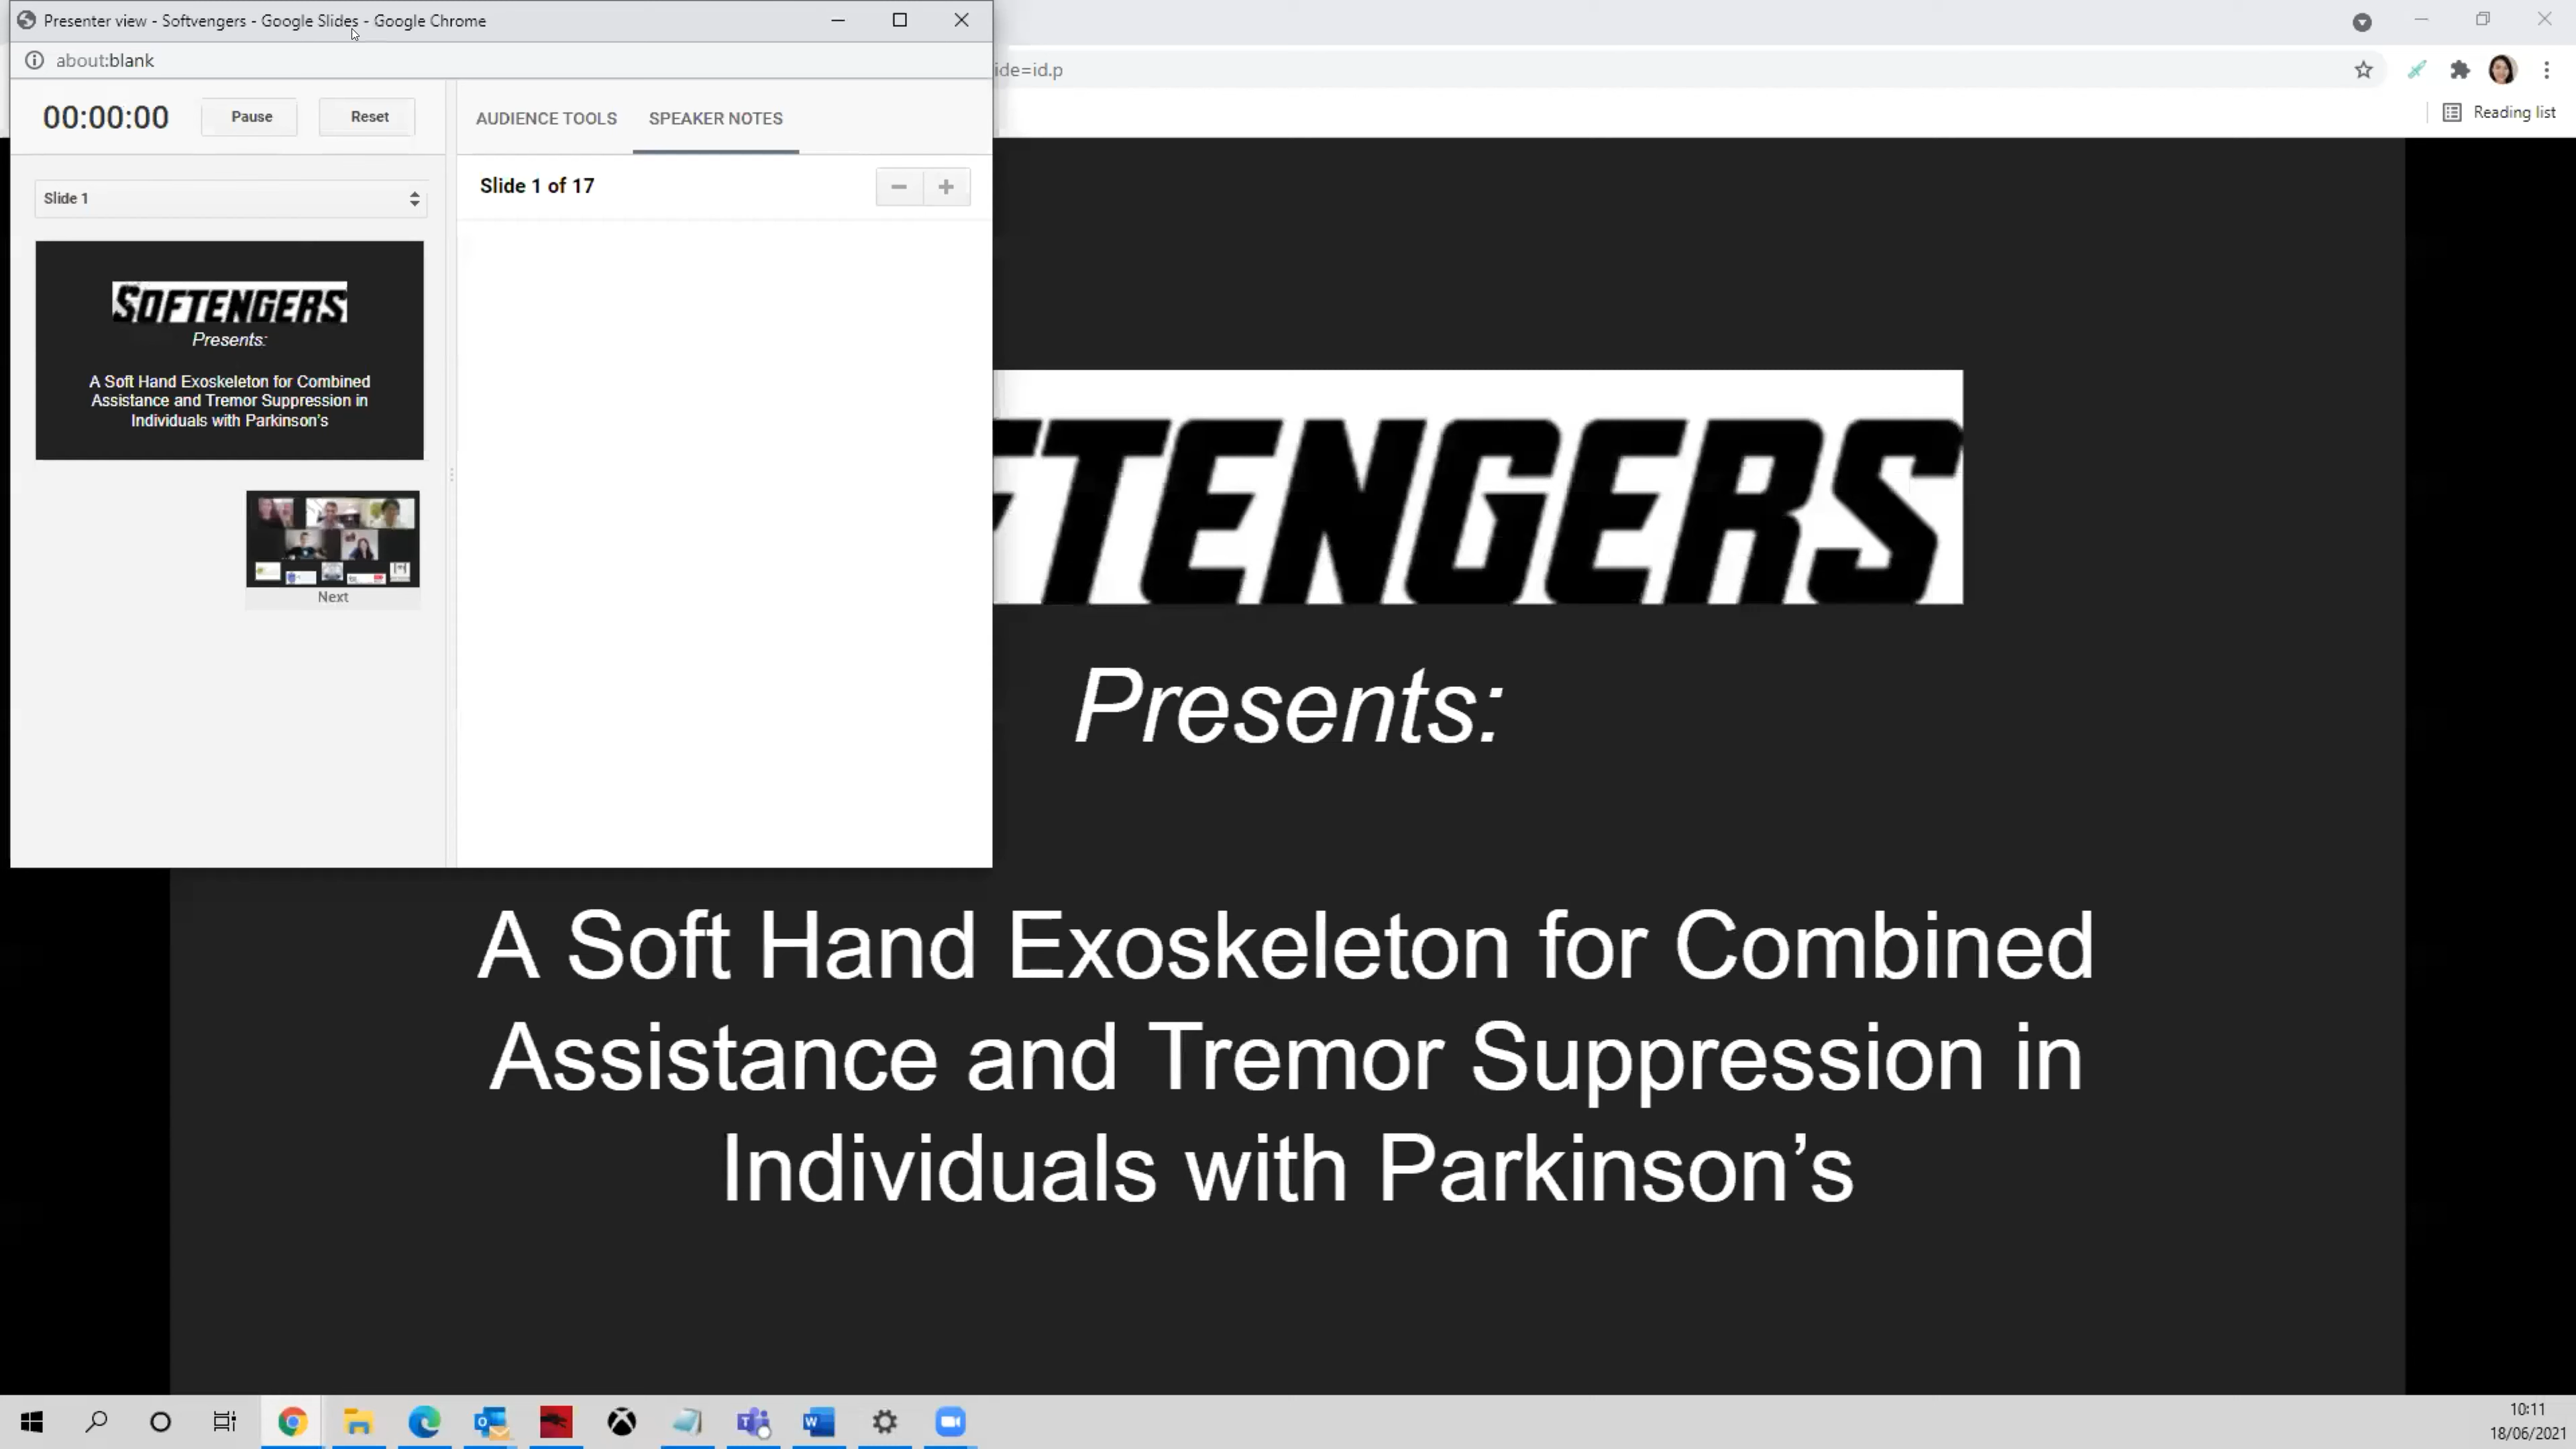 Presenter view - Softvengers - Google Slides - Google Chrome
about:blank
ide=id.p
Reading list
00:00:00
Pause
Reset
AUDIENCE TOOLS
SPEAKER NOTES
Slide 1
Slide 1 of 17
SOFTENGERS
Presents:
A Soft Hand Exoskeleton for Combined
Assistance and Tremor Suppression in
Individuals with Parkinson's
Next
FTENGERS
Presents:
A Soft Hand Exoskeleton for Combined
Assistance and Tremor Suppression in
Individuals with Parkinson’s
10:11
18/06/2021